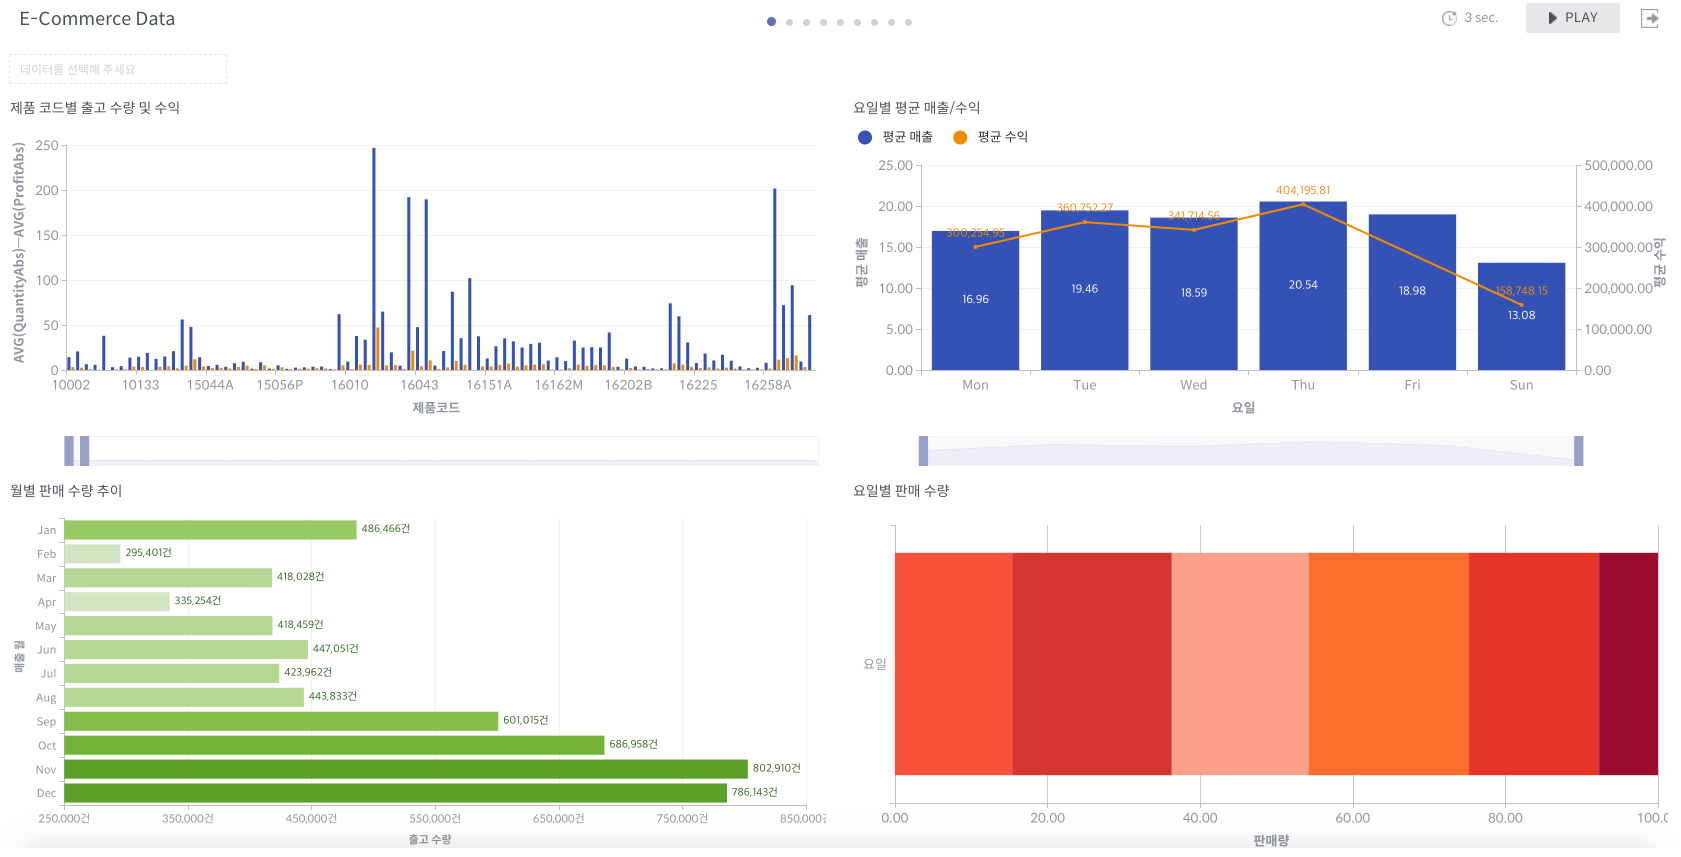 E-Commerce Data
3 sec.
PLAY
데이터를 선택해 주세요
제품 코드별 출고 수량 및 수익
AVG(QuantityAbs)—AVG(ProfitAbs)
250
200
150
100
50
0
10002 10133 15044A 15056P 16010 16043 16151A 16162M 16202B 16225 16258A
제품코드
요일별 평균 매출/수익
평균 매출 평균 수익
평균 매출
25.00
20.00
15.00
10.00
5.00
0.00
300,254.95 360,752.27 341,714.56 404,195.81 158,748.15
16.96 19.46 18.59 20.54 18.98 13.08
500,000.00
400,000.00
300,000.00
200,000.00
100,000.00
0.00
평균 수익
Mon Tue Wed Thu Fri Sun
요일
월별 판매 수량 추이
매출 월
Jan 486,466건
Feb 295,401건
Mar 418,028건
Apr 335,254건
May 418,459건
Jun 447,051건
Jul 423,962건
Aug 443,833건
Sep 601,015건
Oct 686,958건
Nov 802,910건
Dec 786,143건
250,000건 350,000건 450,000건 550,000건 650,000건 750,000건 850,000
출고 수량
요일별 판매 수량
요일
0.00 20.00 40.00 60.00 80.00 100.0
판매량